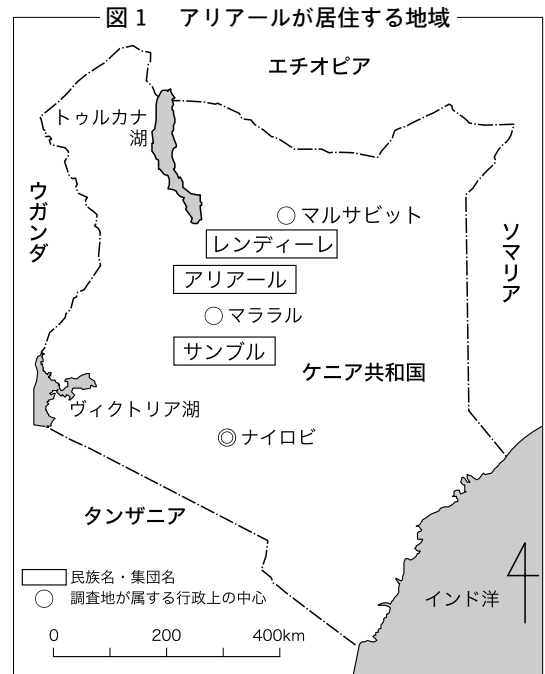 図1 アリアールが居住する地域
エチオピア
トゥルカナ
湖
ウガンダ
マルサビット
ソマリア
レンディーレ
アリアール
マララル
サンブル
ケニア共和国
ヴィクトリア湖
ナイロビ
タンザニア
民族名・集団名
調査地が属する行政上の中心
インド洋
0 200 400km